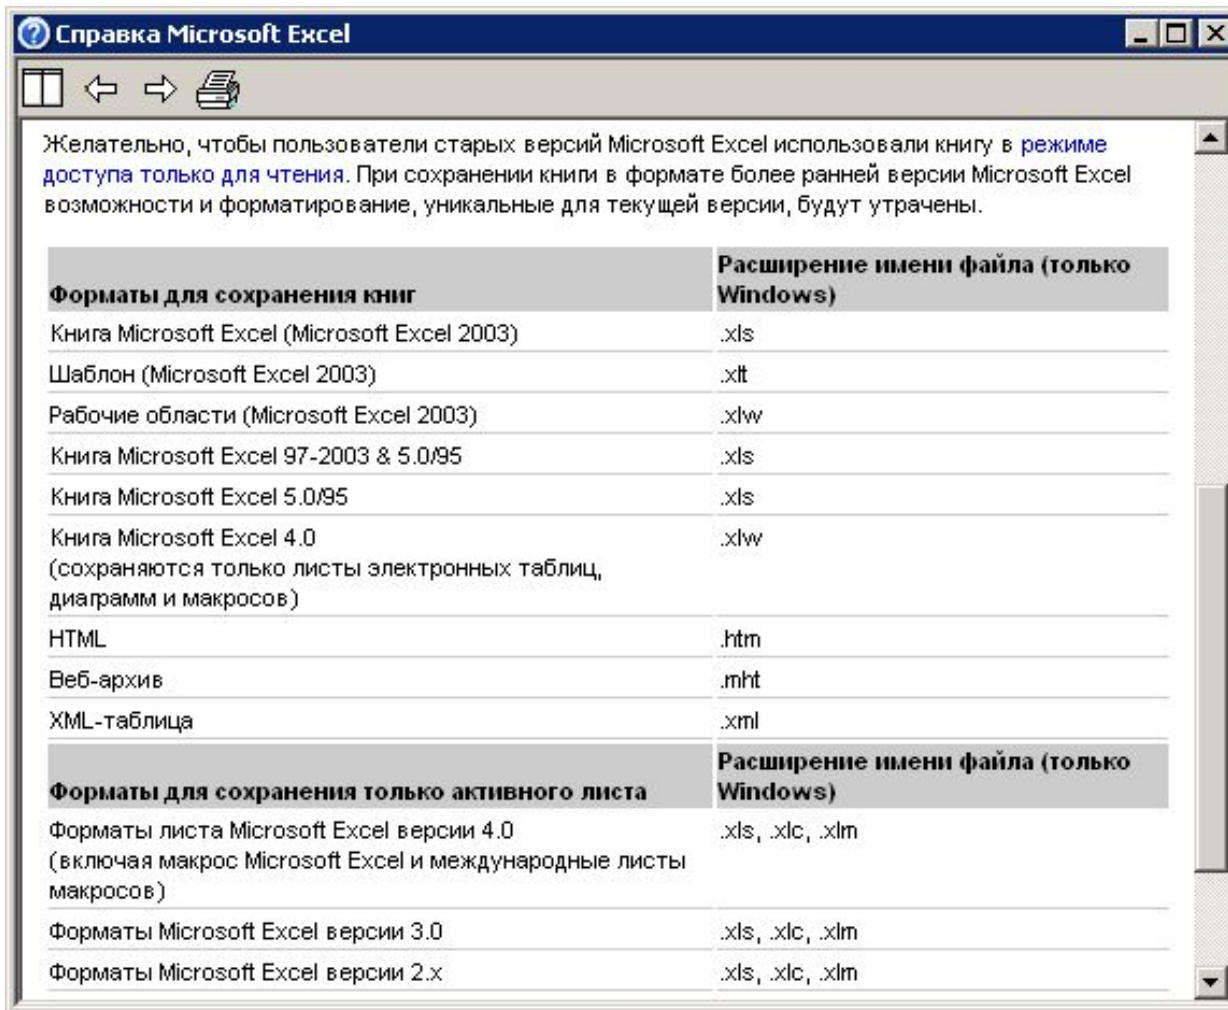 Справка Microsoft Excel
Желательно, чтобы пользователи старых версий Microsoft Excel использовали книгу в режиме
доступа только для чтения. При сохранении книги в формате более ранней версии Microsoft Excel
возможности и форматирование, уникальные для текущей версии, будут утрачены.
Форматы для сохранения книг
Расширение имени файла (только
Windows)
Книга Microsoft Excel (Microsoft Excel 2003)
.xls
Шаблон (Microsoft Excel 2003)
.xlt
Рабочие области (Microsoft Excel 2003)
.xlw
Книга Microsoft Excel 97-2003 & 5.0/95
.xls
Книга Microsoft Excel 5.0/95
.xls
Книга Microsoft Excel 4.0
.xlw
(сохраняются только листы электронных таблиц,
диаграмм и макросов)
HTML
.htm
Веб-архив
.mht
XML-таблица
.xml
Форматы для сохранения только активного листа
Расширение имени файла (только
Windows)
Форматы листа Microsoft Excel версии 4.0
.xls, .xlc, .xlm
(включая макрос Microsoft Excel и международные листы
макросов)
Форматы Microsoft Excel версии 3.0
.xls, .xlc, .xlm
Форматы Microsoft Excel версии 2.x
.xls, .xlc, .xlm